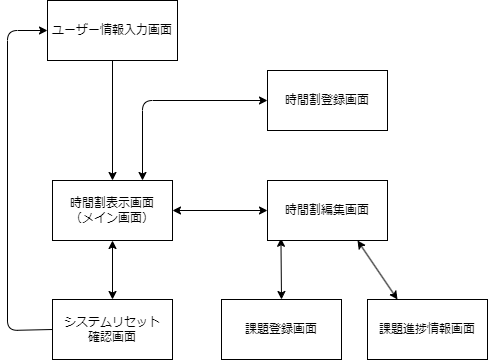 ユーザー情報入力画面
時間割登録画面
時間割表示画面
（メイン画面）
時間割編集画面
システムリセット
確認画面
課題登録画面
課題進捗情報画面